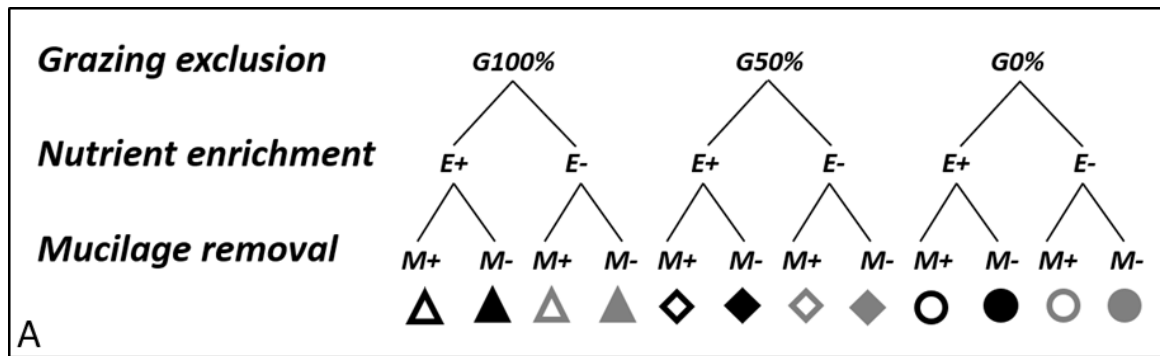 Grazing exclusion G100% G50% G0%
Nutrient enrichment E+ E- E+ E- E+ E-
Mucilage removal M+ M- M+ M- M+ M- M+ M- M+ M- M+ M-
A